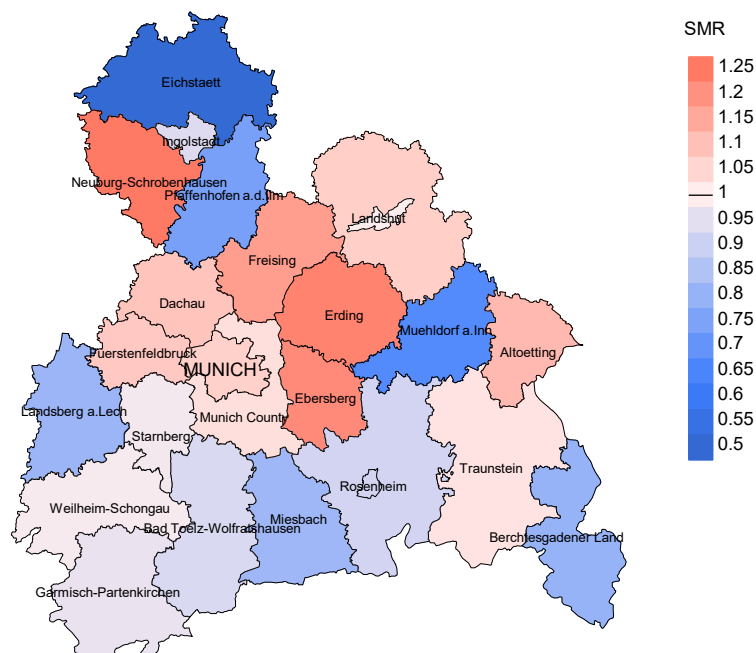 SMR
1.25
1.2
1.15
1.1
1.05
1
0.95
0.9
0.85
0.8
0.75
0.7
0.65
0.6
0.55
0.5
Eichstaett
Ingolstadt
Neuburg-Schrobenhausen
Pfaffenhofen a.d.Ilm
Landshut
Freising
Dachau
Erding
Muehldorf a.Inn
Altoetting
Fuerstenfeldbruck
MUNICH
Ebersberg
Landsberg a.Lech
Munich County
Starnberg
Traunstein
Rosenheim
Weilheim-Schongau
Miesbach
Bad Toelz-Wolfratshausen
Berchtesgadener Land
Garmisch-Partenkirchen